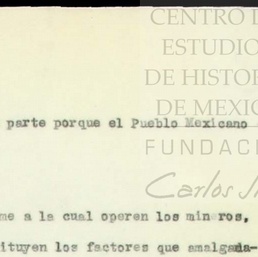 CENTRO D
ESTUDIO
DE HISTOR
DE MEXIC
FUNDAC
Carlos S
parte porque el Pueblo Mexicano
me a la cual operen los mineros,
ituyen los factores que amalgama-